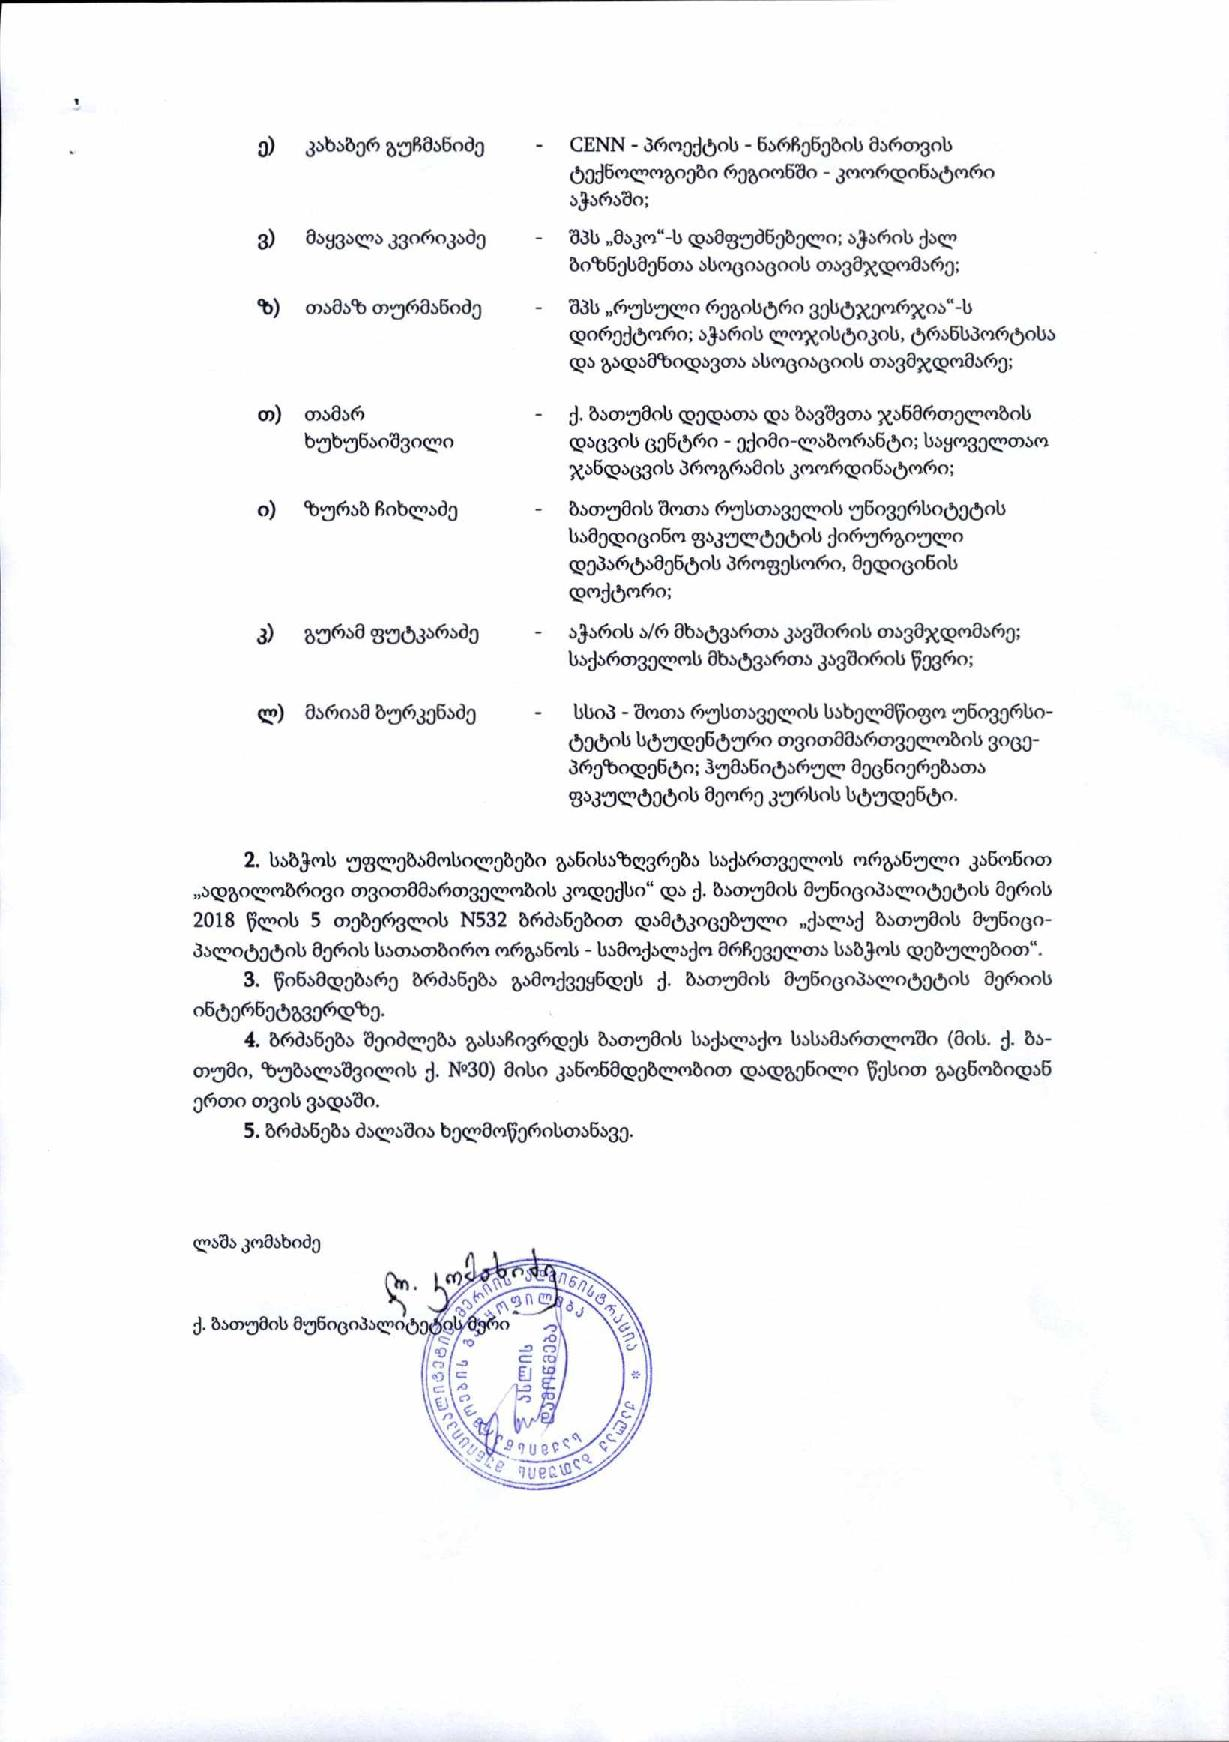 ე) კახაბერ გუჩმანიძე - CENN - პროექტის - ნარჩენების მართვის
ტექნოლოგიები რეგიონში - კოორდინატორი
აჭარაში;
ვ) მაყვალა კვირიკაძე - შპს „მაკო“-ს დამფუძნებელი; აჭარის ქალ
ბიზნესმენთა ასოციაციის თავმჯდომარე;
ზ) თამაზ თურმანიძე - შპს „რუსული რეგისტრი ვესტჯეორჯია“-ს
დირექტორი; აჭარის ლოჯისტიკის, ტრანსპორტისა
და გადამზიდავთა ასოციაციის თავმჯდომარე;
თ) თამარ - ქ. ბათუმის დედათა და ბავშვთა ჯანმრთელობის
ხუხუნაიშვილი დაცვის ცენტრი - ექიმი-ლაბორანტი; საყოველთაო
ჯანდაცვის პროგრამის კოორდინატორი;
ი) ზურაბ ჩიხლაძე - ბათუმის შოთა რუსთაველის უნივერსიტეტის
სამედიცინო ფაკულტეტის ქირურგიული
დეპარტამენტის პროფესორი, მედიცინის
დოქტორი;
კ) გურამ ფუტკარაძე - აჭარის ა/რ მხატვართა კავშირის თავმჯდომარე;
საქართველოს მხატვართა კავშირის წევრი;
ლ) მარიამ ბურკენაძე - სსიპ - შოთა რუსთაველის სახელმწიფო უნივერსი-
ტეტის სტუდენტური თვითმმართველობის ვიცე-
პრეზიდენტი; ჰუმანიტარულ მეცნიერებათა
ფაკულტეტის მეორე კურსის სტუდენტი.
2. საბჭოს უფლებამოსილებები განისაზღვრება საქართველოს ორგანული კანონით
„ადგილობრივი თვითმმართველობის კოდექსი“ და ქ. ბათუმის მუნიციპალიტეტის მერის
2018 წლის 5 თებერვლის N532 ბრძანებით დამტკიცებული „ქალაქ ბათუმის მუნიცი-
პალიტეტის მერის სათათბირო ორგანოს - სამოქალაქო მრჩეველთა საბჭოს დებულებით“.
3. წინამდებარე ბრძანება გამოქვეყნდეს ქ. ბათუმის მუნიციპალიტეტის მერიის
ინტერნეტგვერდზე.
4. ბრძანება შეიძლება გასაჩივრდეს ბათუმის საქალაქო სასამართლოში (მის. ქ. ბა-
თუმი, ზუბალაშვილის ქ. №30) მისი კანონმდებლობით დადგენილი წესით გაცნობიდან
ერთი თვის ვადაში.
5. ბრძანება ძალაშია ხელმოწერისთანავე.
ლაშა კომახიძე
ლ. კომახიძე
ქ. ბათუმის მუნიციპალიტეტის მერი
ქალაქ ბათუმის მუნიციპალიტეტის მერიის ადმინისტრაცია *
ასლის
დამოწმება